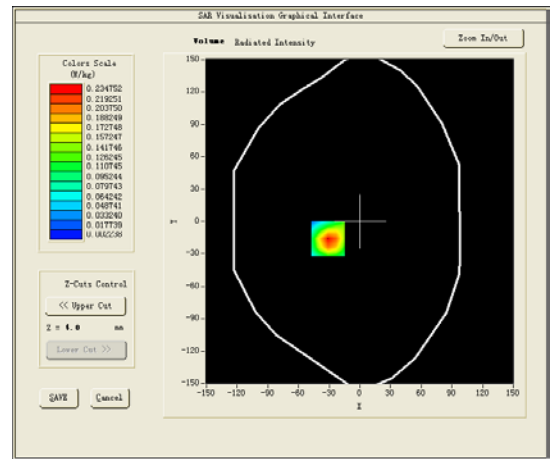 SAR Visualisation Graphical Interface
Volume Radiated Intensity
Zoom In/Out
Colors Scale
(W/kg)
0.234752
0.219251
0.203750
0.188249
0.172748
0.157247
0.141746
0.126245
0.110745
0.095244
0.079743
0.064242
0.048741
0.033240
0.017739
0.002238
150
120
90
60
30
0
-30
-60
-90
-120
-150
Y
-150 -120 -90 -60 -30 0 30 60 90 120 150
X
Z-Cuts Control
<< Upper Cut
Z = 4.0 mm
Lower Cut >>
SAVE Cancel